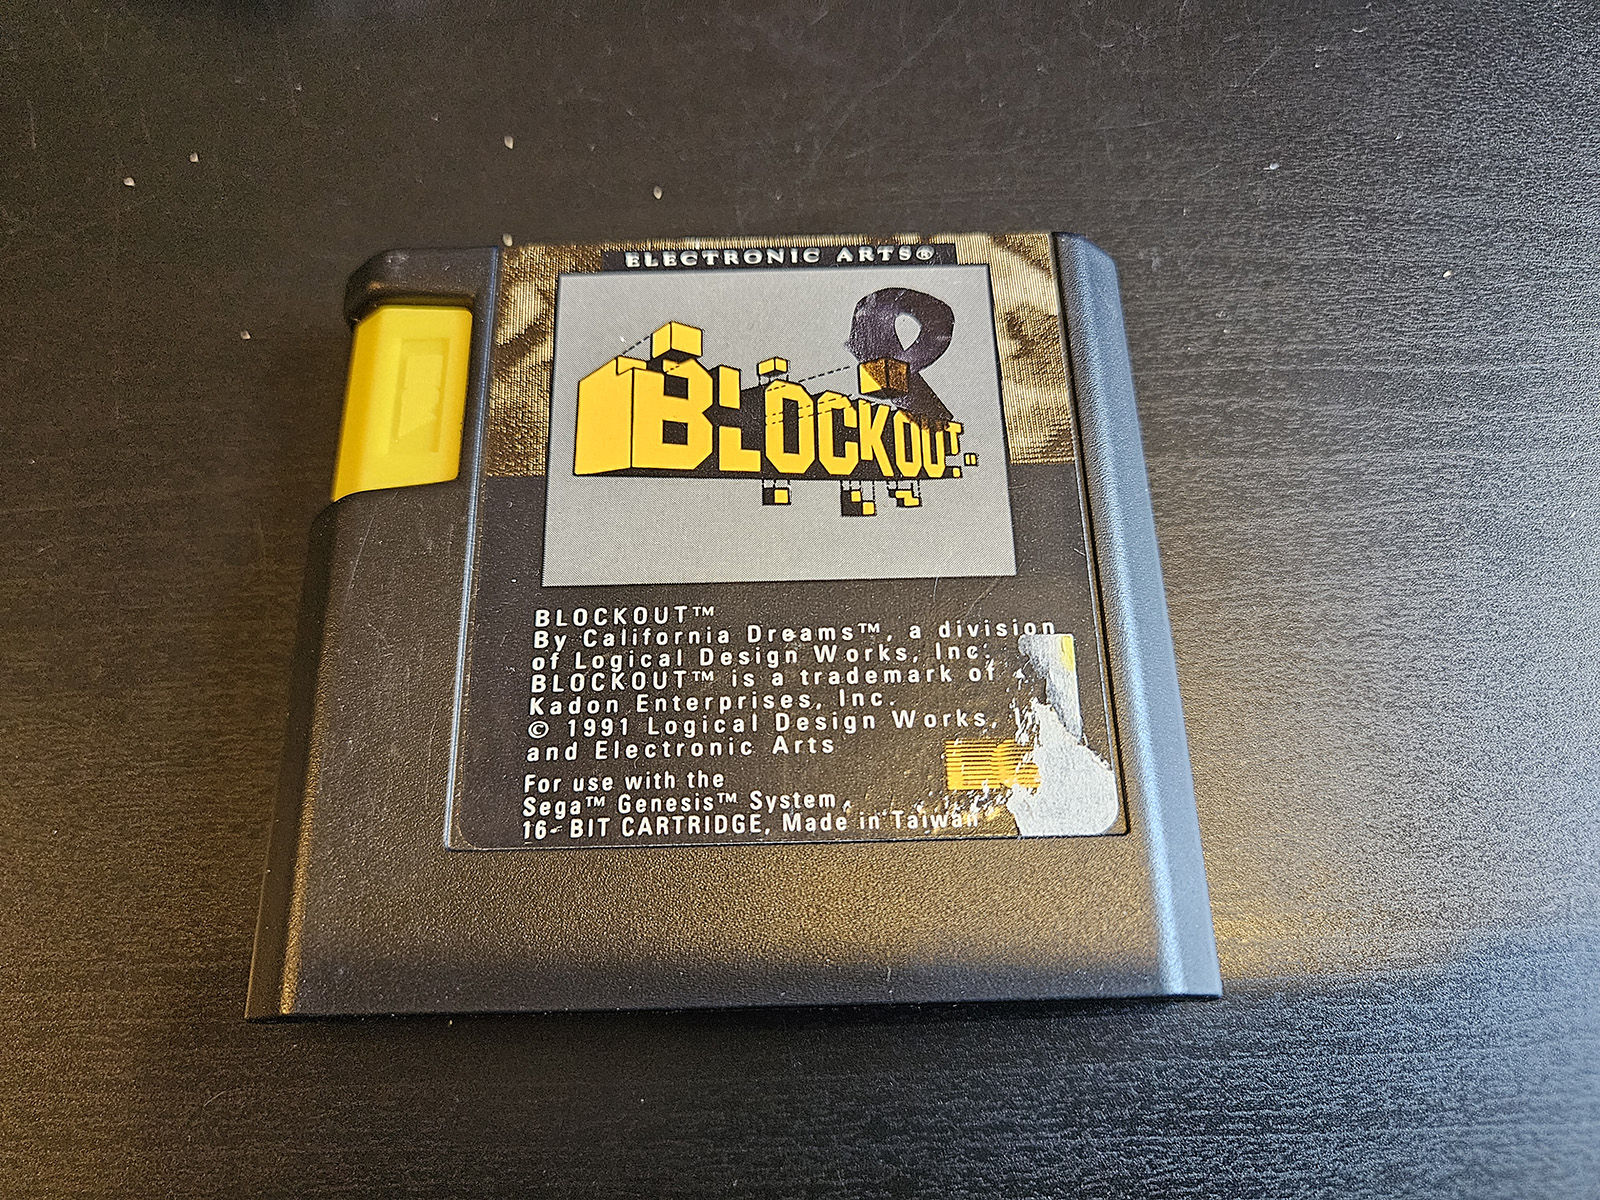 ELECTRONIC ARTS®
R
BLOCKOUT
BLOCKOUT™
By California Dreams™, a division
of Logical Design Works, Inc.
BLOCKOUT™ is a trademark of
Kadon Enterprises, Inc.
© 1991 Logical Design Works,
and Electronic Arts
For use with the
Sega™ Genesis™ System,
16-BIT CARTRIDGE, Made in Taiwan